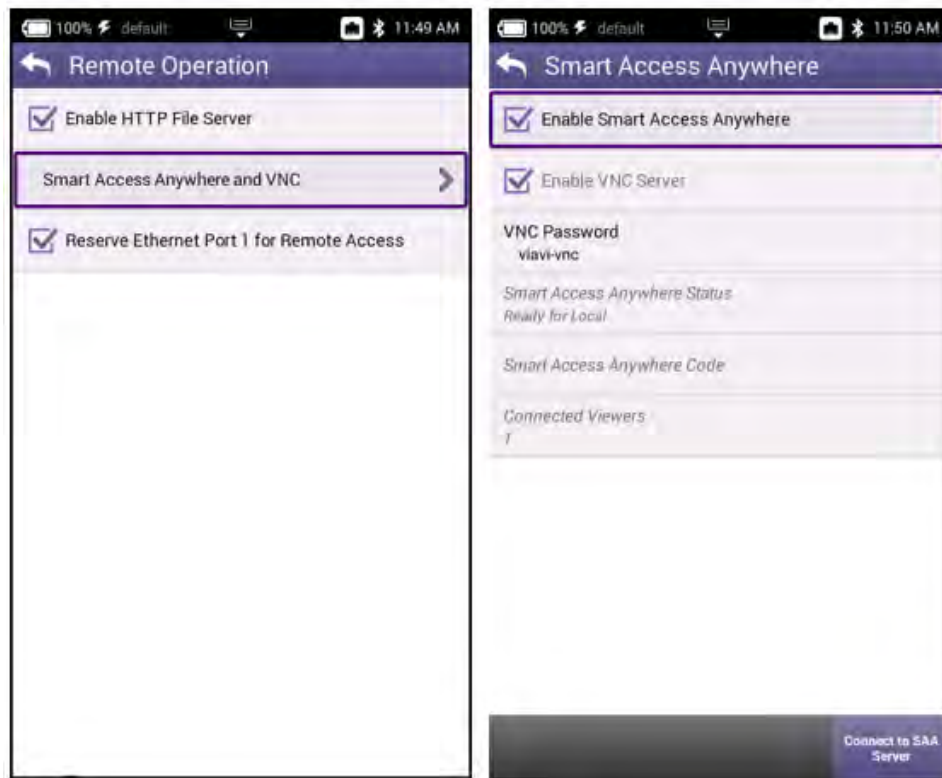 100% default 11:49 AM
Remote Operation
Enable HTTP File Server
Smart Access Anywhere and VNC
Reserve Ethernet Port 1 for Remote Access
100% default 11:50 AM
Smart Access Anywhere
Enable Smart Access Anywhere
Enable VNC Server
VNC Password
viavi-vnc
Smart Access Anywhere Status
Ready for Local
Smart Access Anywhere Code
Connected Viewers
1
Connect to SAA
Server